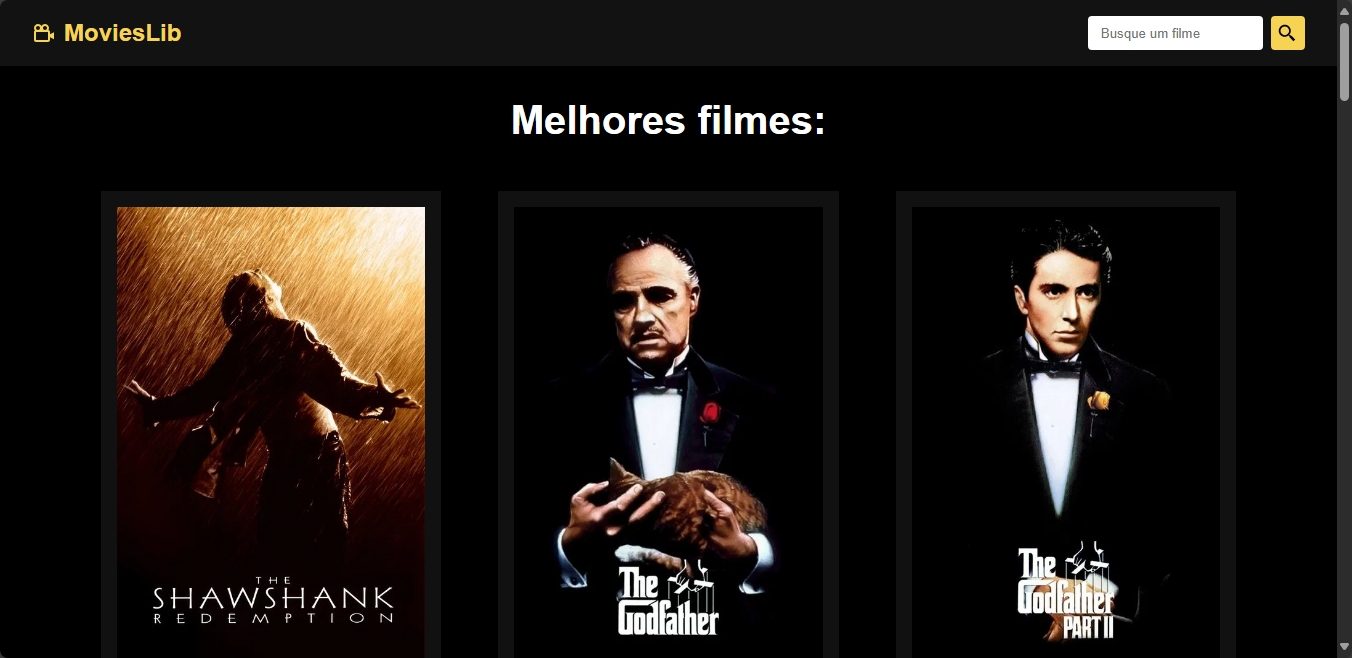 MoviesLib
Busque um filme
Melhores filmes:
THE
SHAWSHANK
REDEMPTION
The
Godfather
The
Godfather
PART II